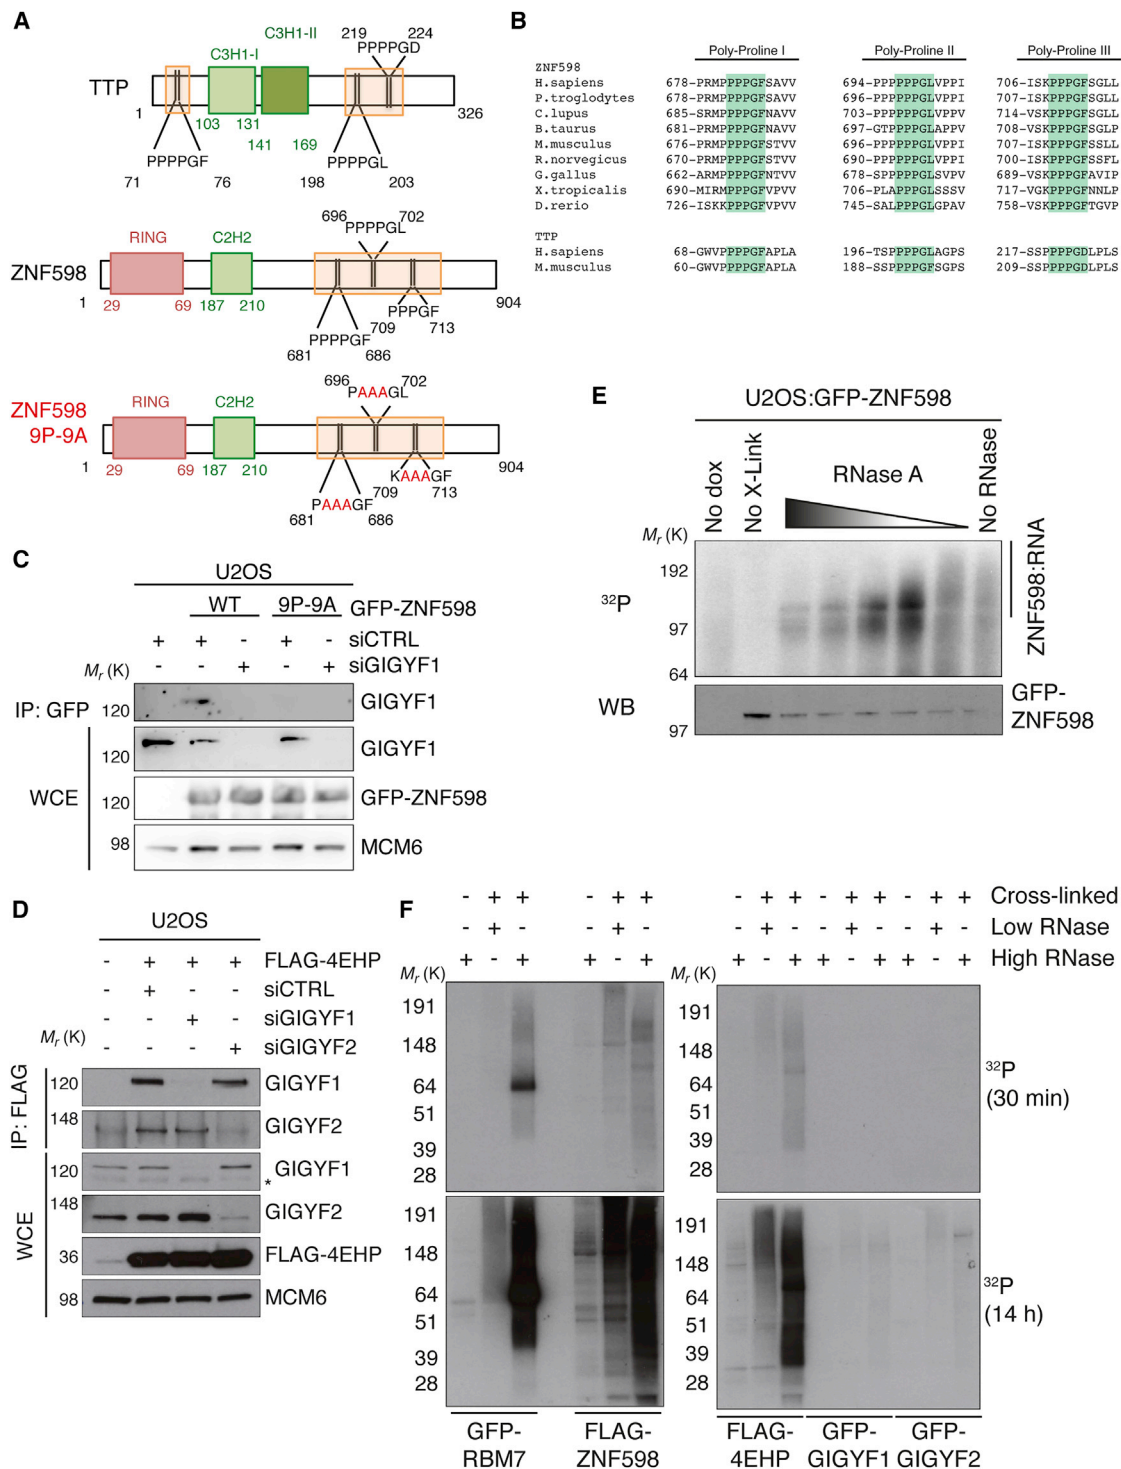 A
TTP
C3H1-I
C3H1-II
219
224
PPPPGD
1
326
103
131
141
169
PPPPGF
PPPPGL
71
76
198
203
ZNF598
RING
C2H2
696
702
PPPPGL
1
904
29
69
187
210
PPPGF
709
713
PPPPGF
681
686
ZNF598
9P-9A
RING
C2H2
696
702
PAAAGL
1
904
29
69
187
210
KAAAGF
709
713
PAAAGF
681
686
B
Poly-Proline I
Poly-Proline II
Poly-Proline III
ZNF598
H.sapiens 678-PRMPPPPGFSAVV 694-PPPPPPGLVPPI 706-ISKPPPGFSGLL
P.troglodytes 678-PRMPPPPGFSAVV 696-PPPPPPGLVPPI 707-ISKPPPGFSGLL
C.lupus 685-SRMPPPPGFNAVV 703-PPPPPPGLVPPV 714-VSKPPPGFSGLL
B.taurus 681-PRMPPPPGFNAVV 697-GTPPPPGLAPPV 708-VSKPPPGFSGLP
M.musculus 676-PRMPPPPGFSTVV 696-PPPPPPGLVPPI 707-ISKPPPGFSSLL
R.norvegicus 670-PRMPPPPGFSTVV 690-PPPPPPGLVPPI 700-ISKPPPGFSSFL
G.gallus 662-ARMPPPPGFNTVV 678-SPPPPPGLSVPV 689-VSKPPPGFAVIP
X.tropicalis 690-MIRMPPPGFVPVV 706-PLAPPPGLSSSV 717-VGKPPPGFNNLP
D.rerio 726-ISKKPPPGFVPVV 745-SALPPPGLGPAV 758-VSKPPPGFTGVP
TTP
H.sapiens 68-GWVPPPPGFAPLA 196-TSPPPPGLAGPS 217-SSPPPPGDLPLS
M.musculus 60-GWVPPPPGFAPLA 188-SSPPPPGFSGPS 209-SSPPPPGDLPLS
C
U2OS
WT
9P-9A
GFP-ZNF598
+ + - + - siCTRL
- - + - + siGIGYF1
Mr (K)
IP: GFP
120
GIGYF1
WCE
120
GIGYF1
120
GFP-ZNF598
98
MCM6
D
U2OS
- + + + FLAG-4EHP
- + - - siCTRL
- - + - siGIGYF1
- - - + siGIGYF2
Mr (K)
IP: FLAG
120
GIGYF1
148
GIGYF2
WCE
120
GIGYF1
*
148
GIGYF2
36
FLAG-4EHP
98
MCM6
E
U2OS:GFP-ZNF598
No dox
No X-Link
RNase A
No RNase
Mr (K)
192
97
64
32P
ZNF598:RNA
WB
97
GFP-
ZNF598
F
- + + - + + - + + - + + - + + Cross-linked
- + - - + - - + - - + - - + - Low RNase
+ - + + - + + - + + - + + - + High RNase
Mr (K)
191
148
64
51
39
28
Mr (K)
191
148
64
51
39
28
32P
(30 min)
191
148
64
51
39
28
191
148
64
51
39
28
32P
(14 h)
GFP-
RBM7
FLAG-
ZNF598
FLAG-
4EHP
GFP-
GIGYF1
GFP-
GIGYF2